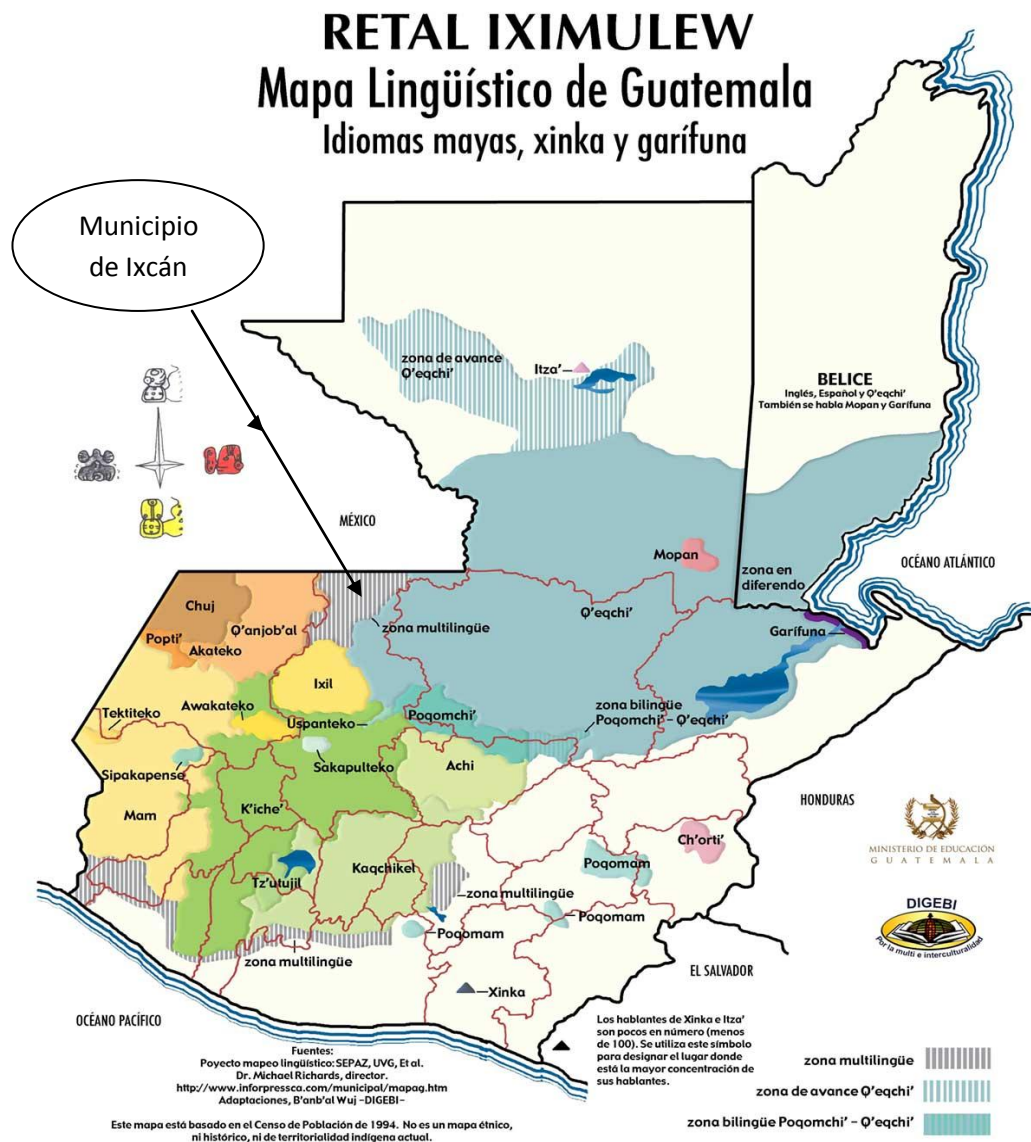 RETAL IXIMULEW
Mapa Lingüístico de Guatemala
Idiomas mayas, xinka y garífuna
Municipio
de Ixcán
zona de avance
Q'eqchi'
Itza'
BELICE
Inglés, Español y Q'eqchi'
También se habla Mopan y Garífuna
MÉXICO
Mopan
OCÉANO ATLÁNTICO
zona en
diferendo
Chuj
Q'eqchi'
Q'anjob'al
zona multilingüe
Garífuna
Popti'
Akateko
Ixil
Awakateko
Tektiteko
Uspanteko
Poqomchi'
zona bilingüe
Poqomchi' - Q'eqchi'
Sipakapense
Sakapulteko
Achi
HONDURAS
K'iche'
Mam
Ch'orti'
MINISTERIO DE EDUCACIÓN
GUATEMALA
Kaqchikel
Poqomam
Tz'utujil
zona multilingüe
DIGEBI
Por la multi e interculturalidad
Poqomam
Poqomam
zona multilingüe
EL SALVADOR
Xinka
OCÉANO PACÍFICO
Los hablantes de Xinka e Itza'
son pocos en número (menos
de 100). Se utiliza este símbolo
para designar el lugar donde
está la mayor concentración de
sus hablantes.
Fuentes:
Poyecto mapeo lingüístico: SEPAZ, UVG, Et al.
Dr. Michael Richards, director.
http://www.inforpressca.com/municipal/mapag.htm
Adaptaciones, B'anb'al Wuj -DIGEBI-
zona multilingüe
zona de avance Q'eqchi'
zona bilingüe Poqomchi' - Q'eqchi'
Este mapa está basado en el Censo de Población de 1994. No es un mapa étnico,
ni histórico, ni de territorialidad indígena actual.